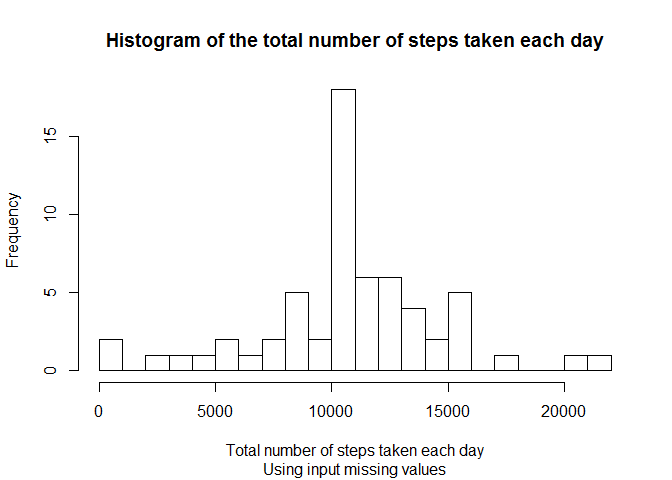 Histogram of the total number of steps taken each day
15
10
5
0
Frequency
0 5000 10000 15000 20000
Total number of steps taken each day
Using input missing values